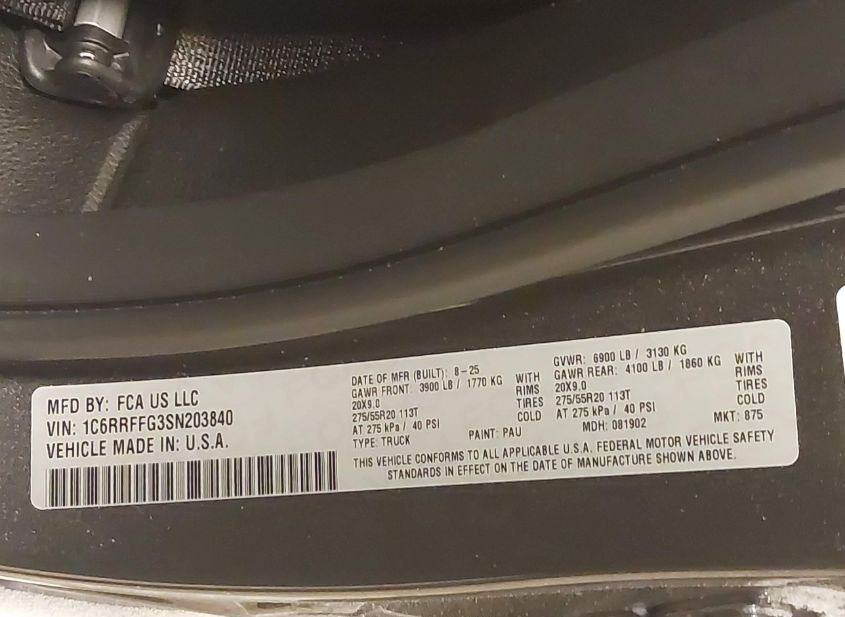 MFD BY: FCA US LLC
VIN: 1C6RRFFG3SN203840
VEHICLE MADE IN: U.S.A.
DATE OF MFR (BUILT): 8-25
GAWR FRONT: 3900 LB / 1770 KG WITH
20X9.0 RIMS
275/55R20 113T TIRES
AT 275 kPa / 40 PSI COLD
TYPE: TRUCK PAINT: PAU
GVWR: 6900 LB / 3130 KG
GAWR REAR: 4100 LB / 1860 KG WITH
20X9.0 RIMS
275/55R20 113T TIRES
AT 275 kPa / 40 PSI COLD
MDH: 081902 MKT: 875
THIS VEHICLE CONFORMS TO ALL APPLICABLE U.S.A. FEDERAL MOTOR VEHICLE SAFETY
STANDARDS IN EFFECT ON THE DATE OF MANUFACTURE SHOWN ABOVE.